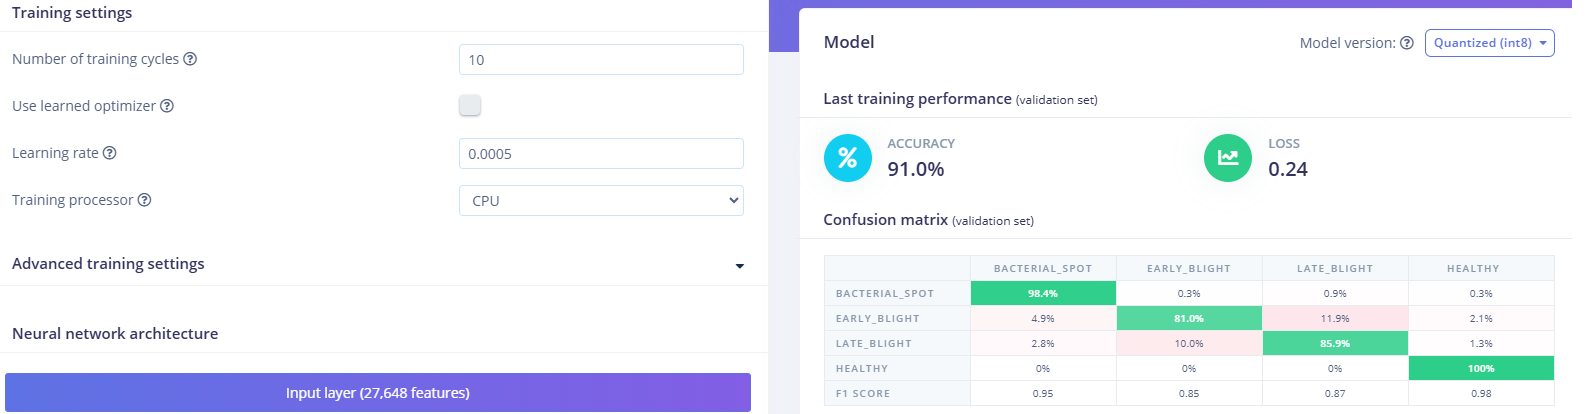 Training settings
Number of training cycles
10
Use learned optimizer
Learning rate
0.0005
Training processor
CPU
Advanced training settings
Neural network architecture
Input layer (27,648 features)
Model
Model version:
Quantized (int8)
Last training performance (validation set)
%
ACCURACY
91.0%
LOSS
0.24
Confusion matrix (validation set)
BACTERIAL_SPOT EARLY_BLIGHT LATE_BLIGHT HEALTHY
BACTERIAL_SPOT 98.4% 0.3% 0.9% 0.3%
EARLY_BLIGHT 4.9% 81.0% 11.9% 2.1%
LATE_BLIGHT 2.8% 10.0% 85.9% 1.3%
HEALTHY 0% 0% 0% 100%
F1 SCORE 0.95 0.85 0.87 0.98